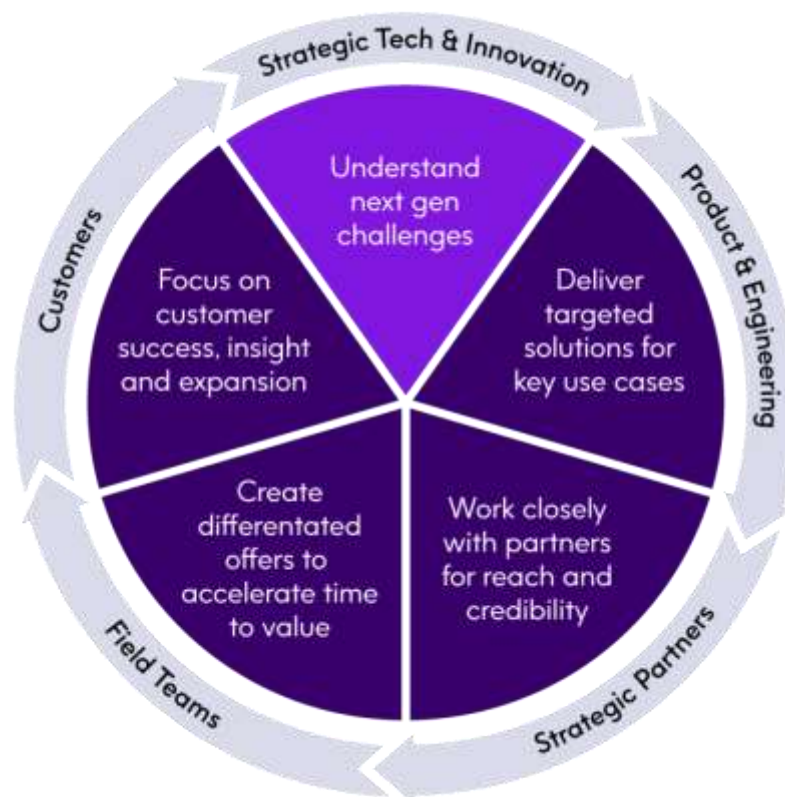 Strategic Tech & Innovation
Understand
next gen
challenges
Product & Engineering
Deliver
targeted
solutions for
key use cases
Strategic Partners
Work closely
with partners
for reach and
credibility
Field Teams
Create
differentated
offers to
accelerate time
to value
Customers
Focus on
customer
success, insight
and expansion